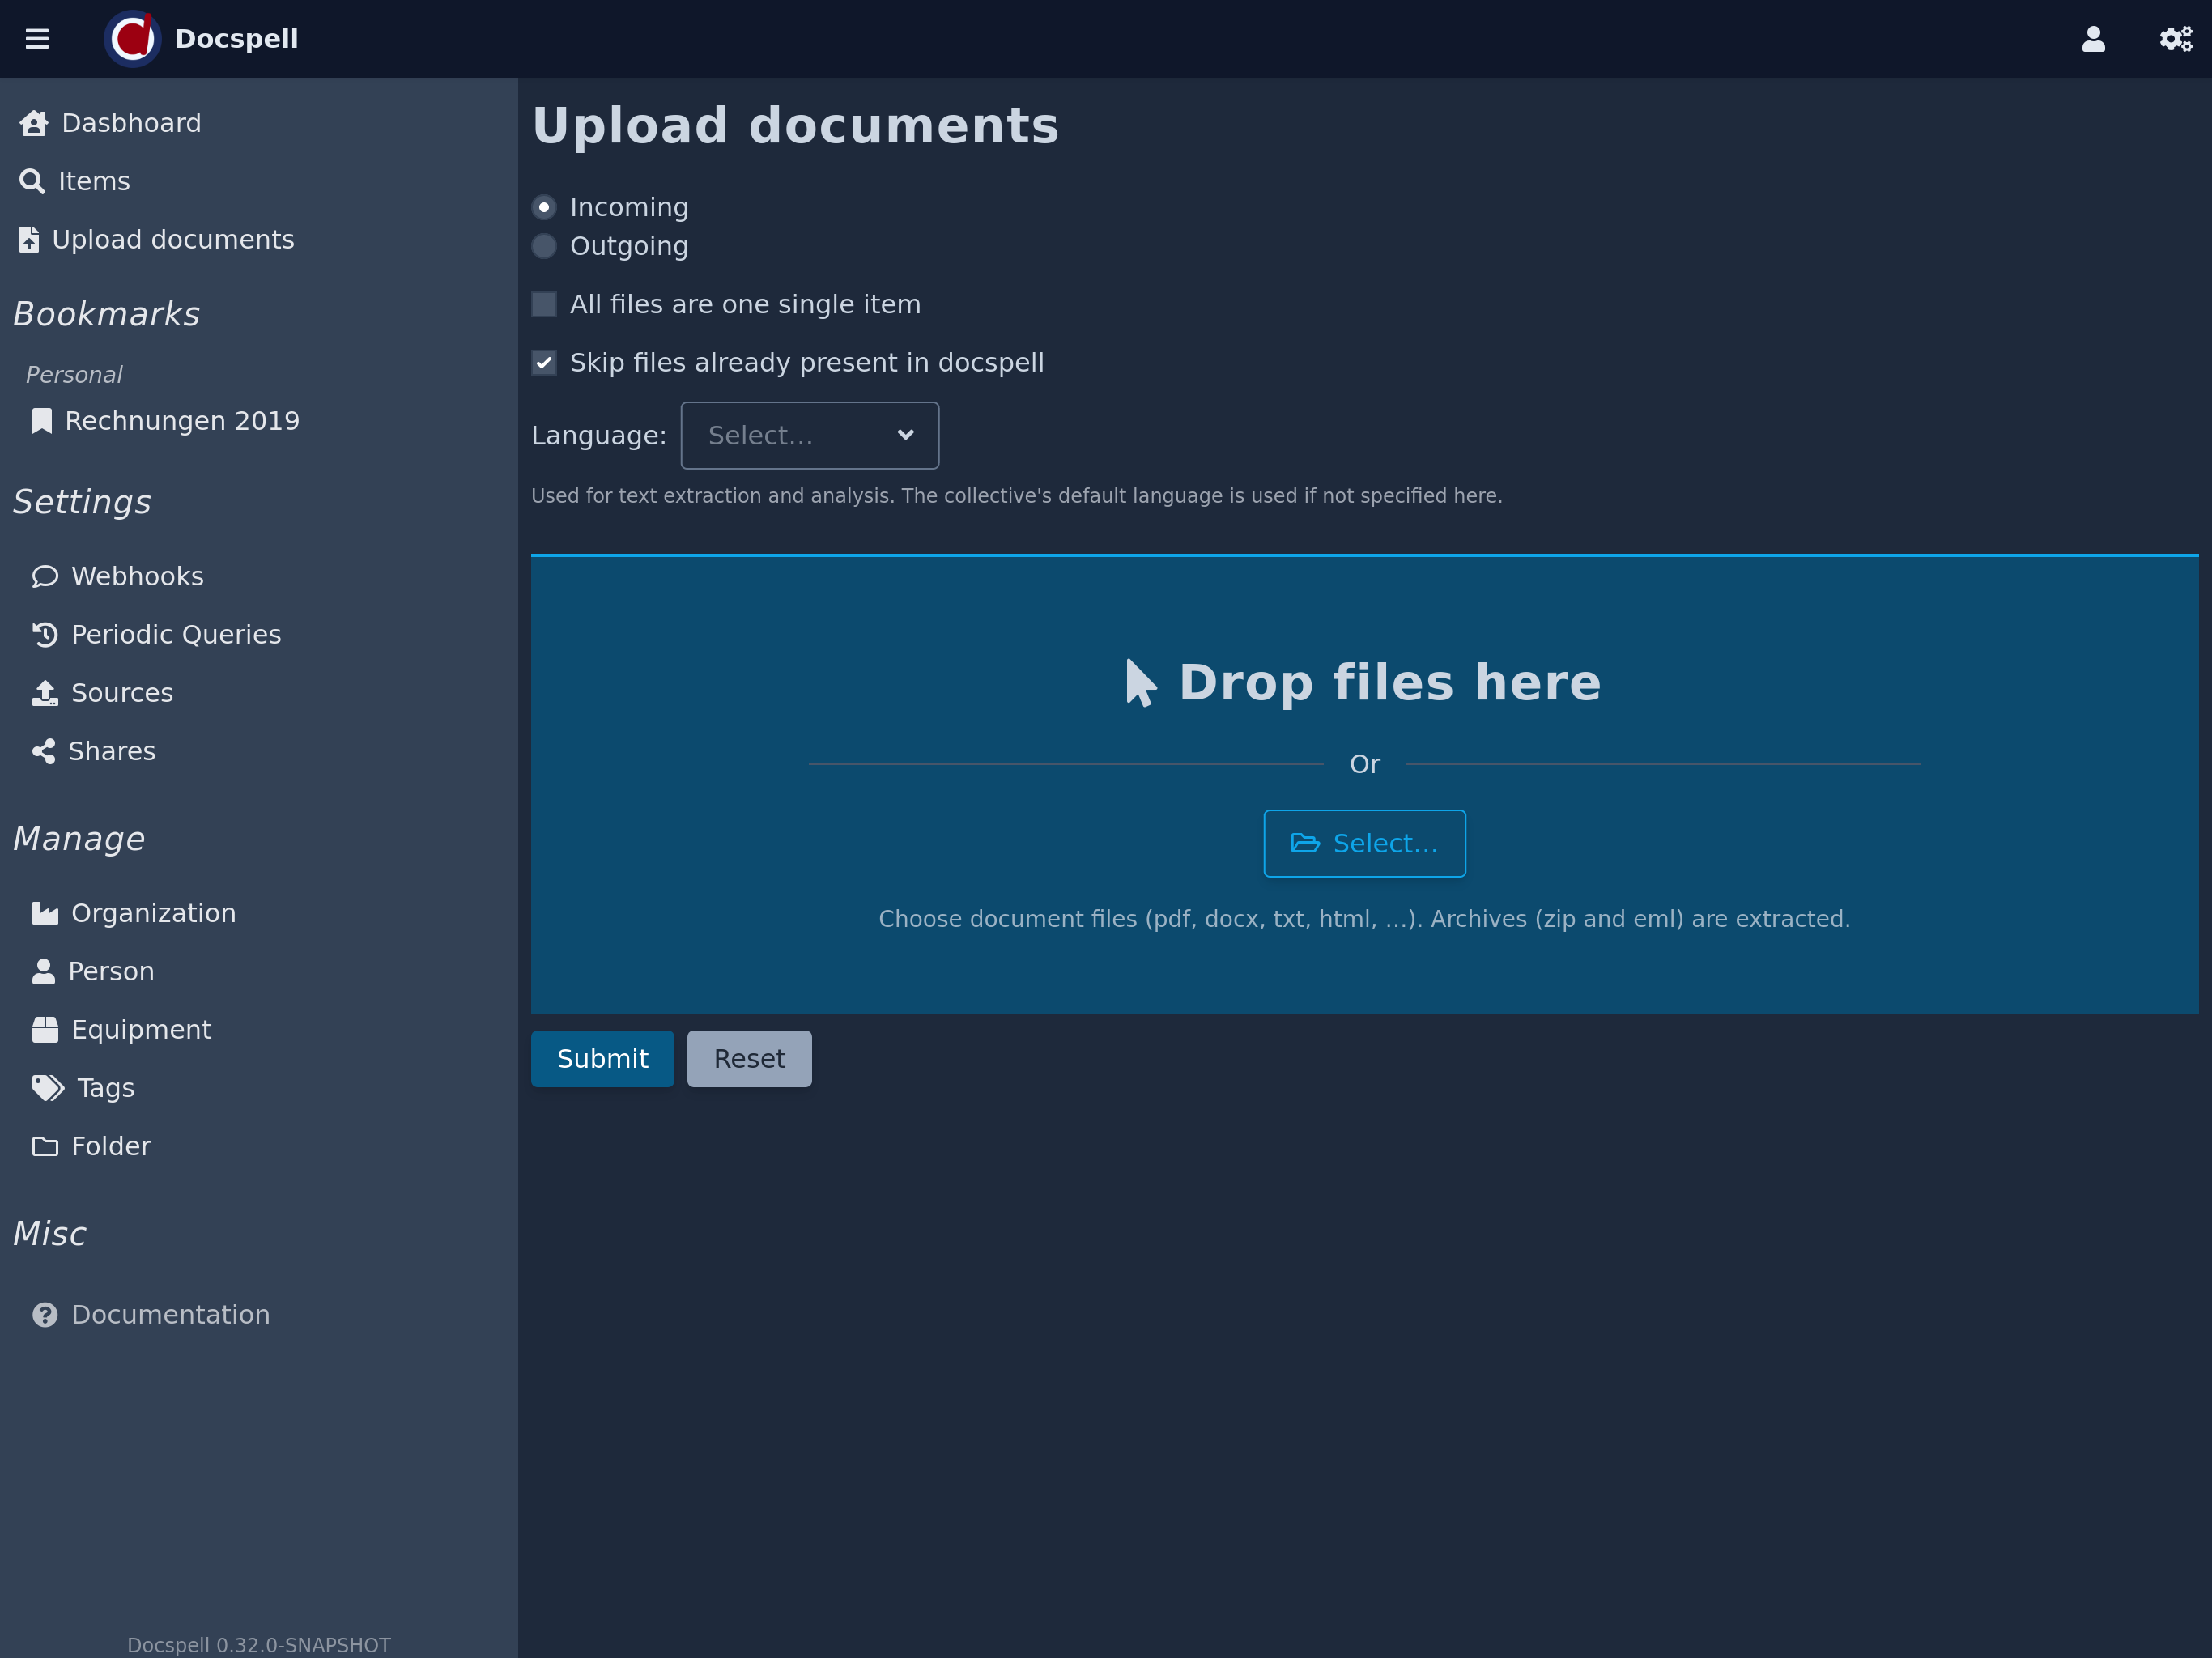 Docspell
Dasbhoard
Items
Upload documents
Bookmarks
Personal
Rechnungen 2019
Settings
Webhooks
Periodic Queries
Sources
Shares
Manage
Organization
Person
Equipment
Tags
Folder
Misc
Documentation
Docspell 0.32.0-SNAPSHOT
Upload documents
Incoming
Outgoing
All files are one single item
Skip files already present in docspell
Language: Select…
Used for text extraction and analysis. The collective's default language is used if not specified here.
Drop files here
Or
Select…
Choose document files (pdf, docx, txt, html, …). Archives (zip and eml) are extracted.
Submit Reset